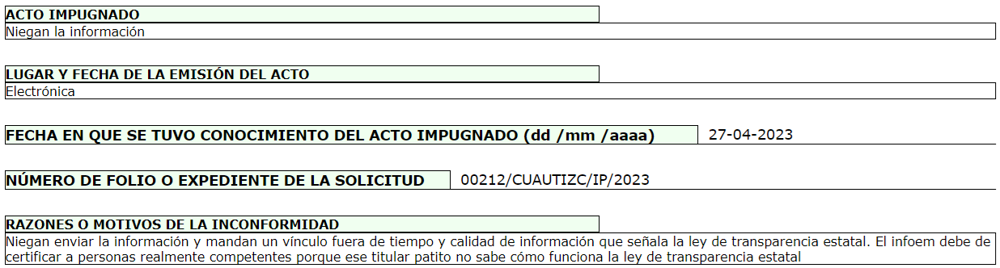 ACTO IMPUGNADO
Niegan la información
LUGAR Y FECHA DE LA EMISIÓN DEL ACTO
Electrónica
FECHA EN QUE SE TUVO CONOCIMIENTO DEL ACTO IMPUGNADO (dd /mm /aaaa) 27-04-2023
NÚMERO DE FOLIO O EXPEDIENTE DE LA SOLICITUD 00212/CUAUTIZC/IP/2023
RAZONES O MOTIVOS DE LA INCONFORMIDAD
Niegan enviar la información y mandan un vínculo fuera de tiempo y calidad de información que señala la ley de transparencia estatal. El infoem debe de
certificar a personas realmente competentes porque ese titular patito no sabe cómo funciona la ley de transparencia estatal